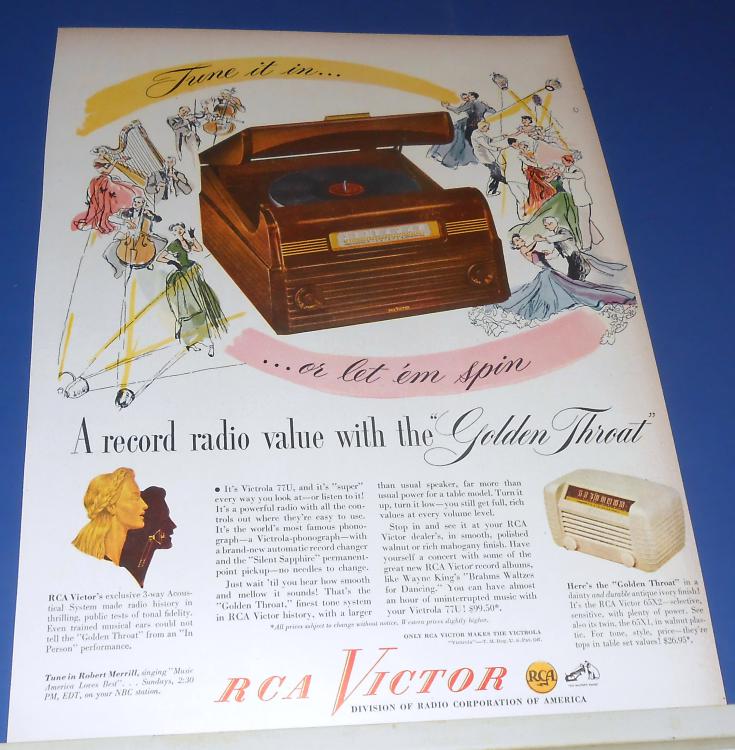 Tune it in...
...or let 'em spin
A record radio value with the "Golden Throat"
RCA Victor's exclusive 3-way Acous-
tical System made radio history in
thrilling, public tests of tonal fidelity.
Even trained musical ears could not
tell the "Golden Throat" from an "In
Person" performance.
Tune in Robert Merrill, singing "Music
America Loves Best" . . . Sundays, 2:30
PM, EDT, on your NBC station.
• It's Victrola 77U, and it's "super"
every way you look at—or listen to it!
It's a powerful radio with all the con-
trols out where they're easy to use.
It's the world's most famous phono-
graph—a Victrola-phonograph—with
a brand-new automatic record changer
and the "Silent Sapphire" permanent-
point pickup—no needles to change.
Just wait 'til you hear how smooth
and mellow it sounds! That's the
"Golden Throat," finest tone system
in RCA Victor history, with a larger
than usual speaker, far more than
usual power for a table model. Turn it
up, turn it low—you still get full, rich
values at every volume level.
Stop in and see it at your RCA
Victor dealer's, in smooth, polished
walnut or rich mahogany finish. Have
yourself a concert with some of the
great new RCA Victor record albums,
like Wayne King's "Brahms Waltzes
for Dancing." You can have almost
an hour of uninterrupted music with
your Victrola 77U! $99.50*.
*All prices subject to change without notice. Western prices slightly higher.
ONLY RCA VICTOR MAKES THE VICTROLA
"Victrola"—T. M. Reg. U. S. Pat. Off.
Here's the "Golden Throat" in a
dainty and durable antique ivory finish!
It's the RCA Victor 65X2—selective,
sensitive, with plenty of power. See
also its twin, the 65X1, in walnut plas-
tic. For tone, style, price—they're
tops in table set values! $26.95*.
RCA VICTOR
DIVISION OF RADIO CORPORATION OF AMERICA
RCA
"HIS MASTER'S VOICE"